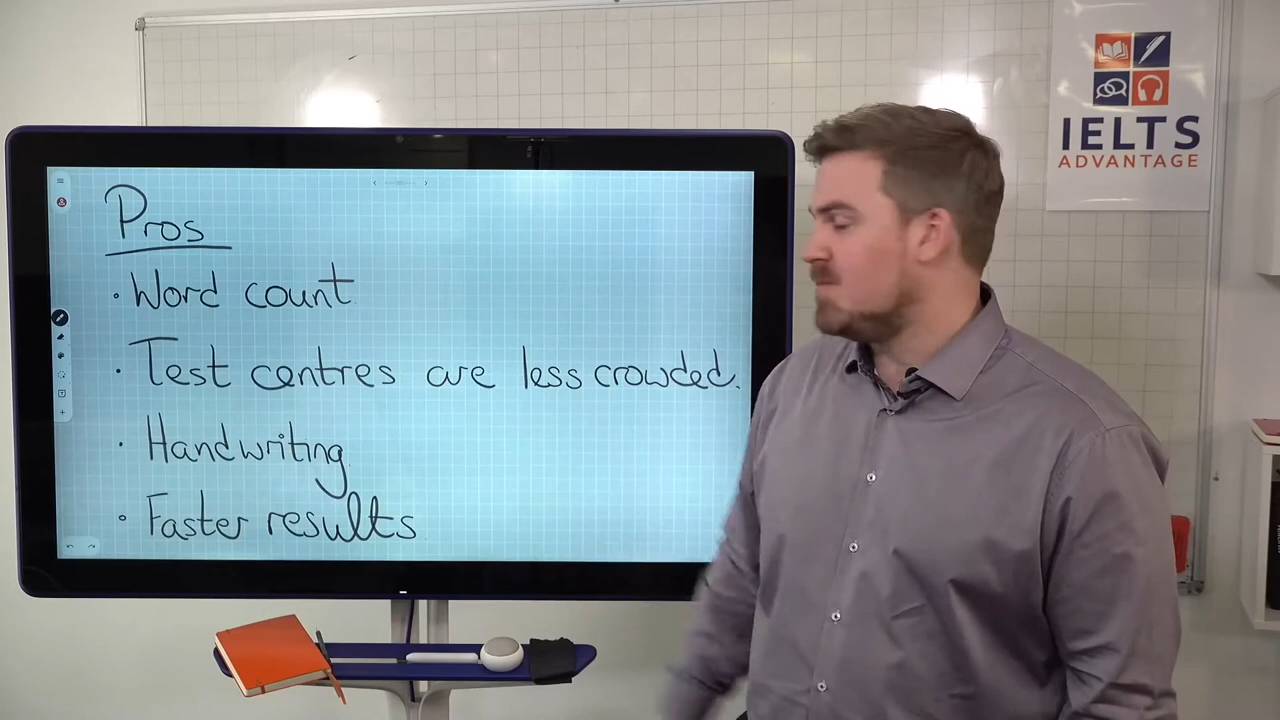 Pros
• Word count.
• Test centres are less crowded.
• Handwriting.
• Faster results.
IELTS
ADVANTAGE